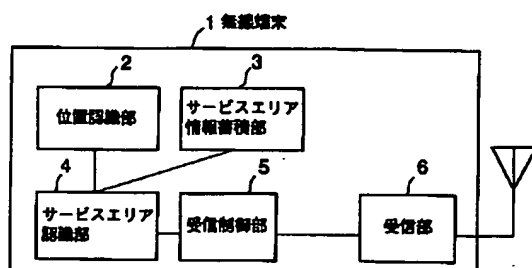 1 無線端末
2
3
位置認識部
サービスエリア
情報蓄積部
4
5
6
サービスエリア
認識部
受信制御部
受信部